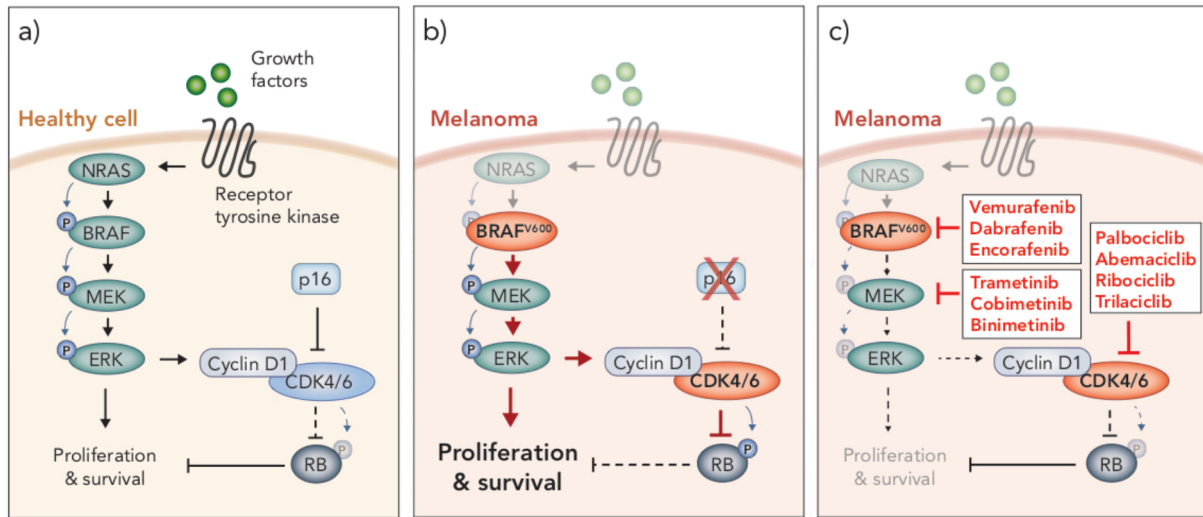 a)
Growth
factors
Healthy cell
NRAS
Receptor
tyrosine kinase
P
BRAF
p16
P
MEK
P
ERK
Cyclin D1
CDK4/6
P
Proliferation
& survival
RB
b)
Melanoma
NRAS
P
BRAFV600
p16
P
MEK
P
ERK
Cyclin D1
CDK4/6
P
Proliferation
& survival
RB
c)
Melanoma
NRAS
P
BRAFV600
Vemurafenib
Dabrafenib
Encorafenib
Palbociclib
Abemaciclib
Ribociclib
Trilaciclib
P
MEK
Trametinib
Cobimetinib
Binimetinib
P
ERK
Cyclin D1
CDK4/6
P
Proliferation
& survival
RB